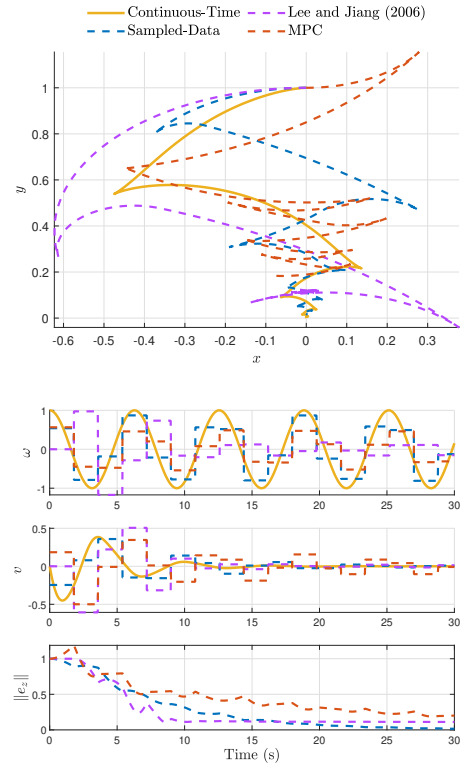 Continuous-Time Lee and Jiang (2006)
Sampled-Data MPC
1
0.8
0.6
0.4
0.2
0
y
-0.6 -0.5 -0.4 -0.3 -0.2 -0.1 0 0.1 0.2 0.3
x
1
0
-1
ω
0 5 10 15 20 25 30
0.5
0
-0.5
v
0 5 10 15 20 25 30
1
0.5
0
‖e_z‖
0 5 10 15 20 25 30
Time (s)